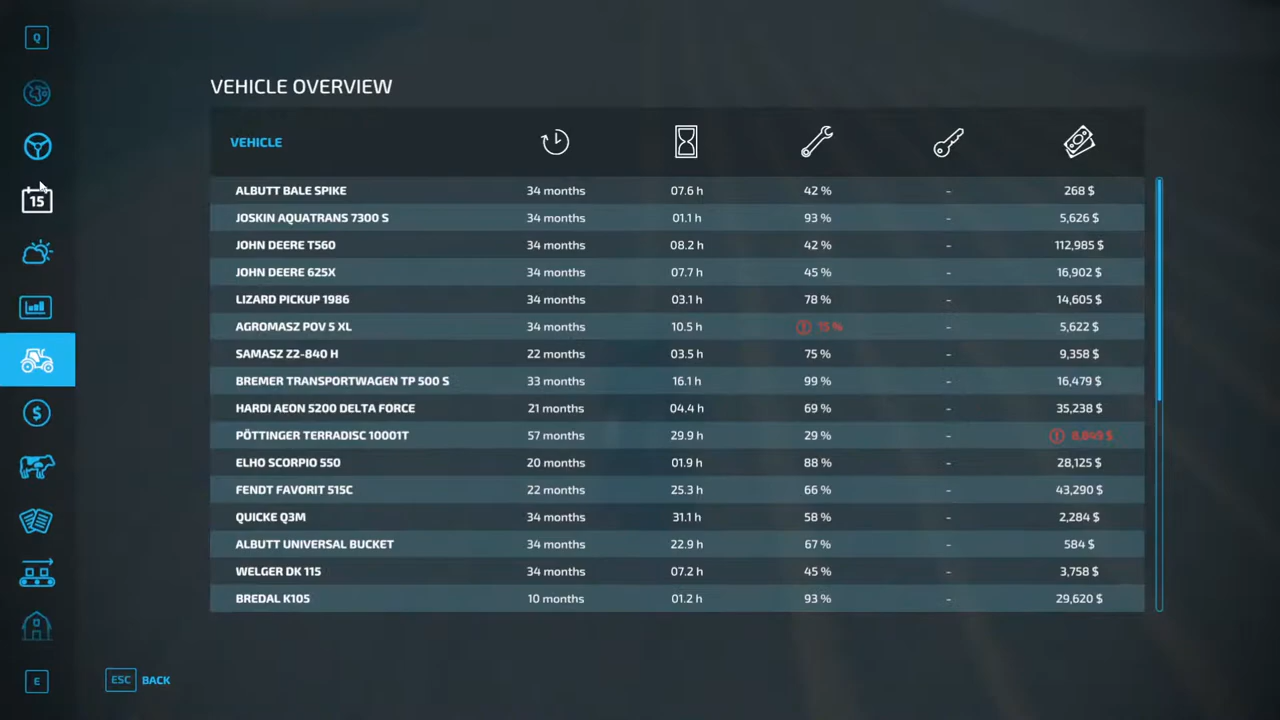 Q
VEHICLE OVERVIEW
VEHICLE
ALBUTT BALE SPIKE 34 months 07.6 h 42 % - 268 $
JOSKIN AQUATRANS 7300 S 34 months 01.1 h 93 % - 5,626 $
JOHN DEERE T560 34 months 08.2 h 42 % - 112,985 $
JOHN DEERE 625X 34 months 07.7 h 45 % - 16,902 $
LIZARD PICKUP 1986 34 months 03.1 h 78 % - 14,605 $
AGROMASZ POV 5 XL 34 months 10.5 h 15 % - 5,622 $
SAMASZ Z2-840 H 22 months 03.5 h 75 % - 9,358 $
BREMER TRANSPORTWAGEN TP 500 S 33 months 16.1 h 99 % - 16,479 $
HARDI AEON 5200 DELTA FORCE 21 months 04.4 h 69 % - 35,238 $
PÖTTINGER TERRADISC 10001T 57 months 29.9 h 29 % - $
ELHO SCORPIO 550 20 months 01.9 h 88 % - 28,125 $
FENDT FAVORIT 515C 22 months 25.3 h 66 % - 43,290 $
QUICKE Q3M 34 months 31.1 h 58 % - 2,284 $
ALBUTT UNIVERSAL BUCKET 34 months 22.9 h 67 % - 584 $
WELGER DK 115 34 months 07.2 h 45 % - 3,758 $
BREDAL K105 10 months 01.2 h 93 % - 29,620 $
15
$
E
ESC BACK